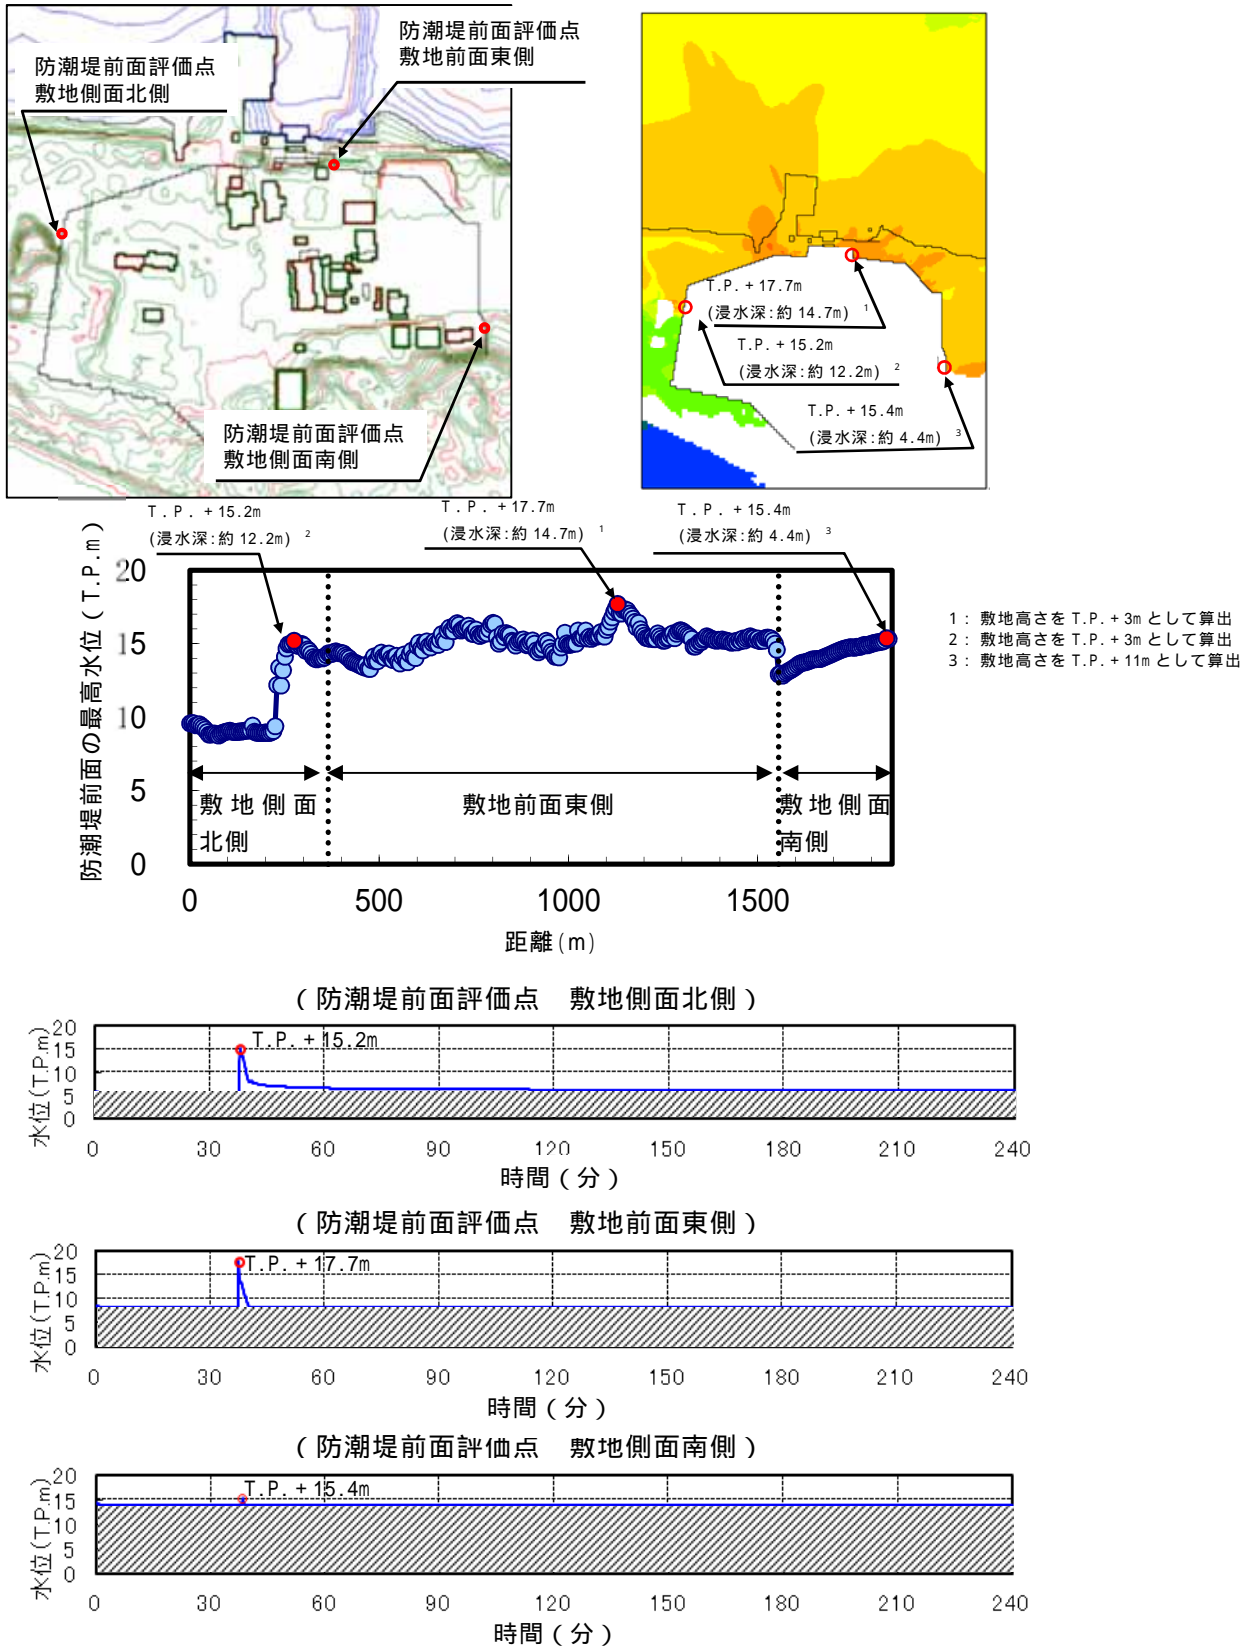 防潮堤前面評価点
敷地側面北側
防潮堤前面評価点
敷地前面東側
防潮堤前面評価点
敷地側面南側
T.P.+17.7m
(浸水深:約14.7m) 1
T.P.+15.2m
(浸水深:約12.2m) 2
T.P.+15.4m
(浸水深:約4.4m) 3
T.P.+15.2m
(浸水深:約12.2m) 2
T.P.+17.7m
(浸水深:約14.7m) 1
T.P.+15.4m
(浸水深:約4.4m) 3
防潮堤前面の最高水位(T.P.m)
20
15
10
5
0
敷地側面
北側
敷地前面東側
敷地側面
南側
0 500 1000 1500
距離(m)
1:敷地高さをT.P.+3mとして算出
2:敷地高さをT.P.+3mとして算出
3:敷地高さをT.P.+11mとして算出
(防潮堤前面評価点 敷地側面北側)
水位(T.P.m)
20
15
10
5
0
T.P.+15.2m
0 30 60 90 120 150 180 210 240
時間(分)
(防潮堤前面評価点 敷地前面東側)
水位(T.P.m)
20
15
10
5
0
T.P.+17.7m
0 30 60 90 120 150 180 210 240
時間(分)
(防潮堤前面評価点 敷地側面南側)
水位(T.P.m)
20
15
10
5
0
T.P.+15.4m
0 30 60 90 120 150 180 210 240
時間(分)